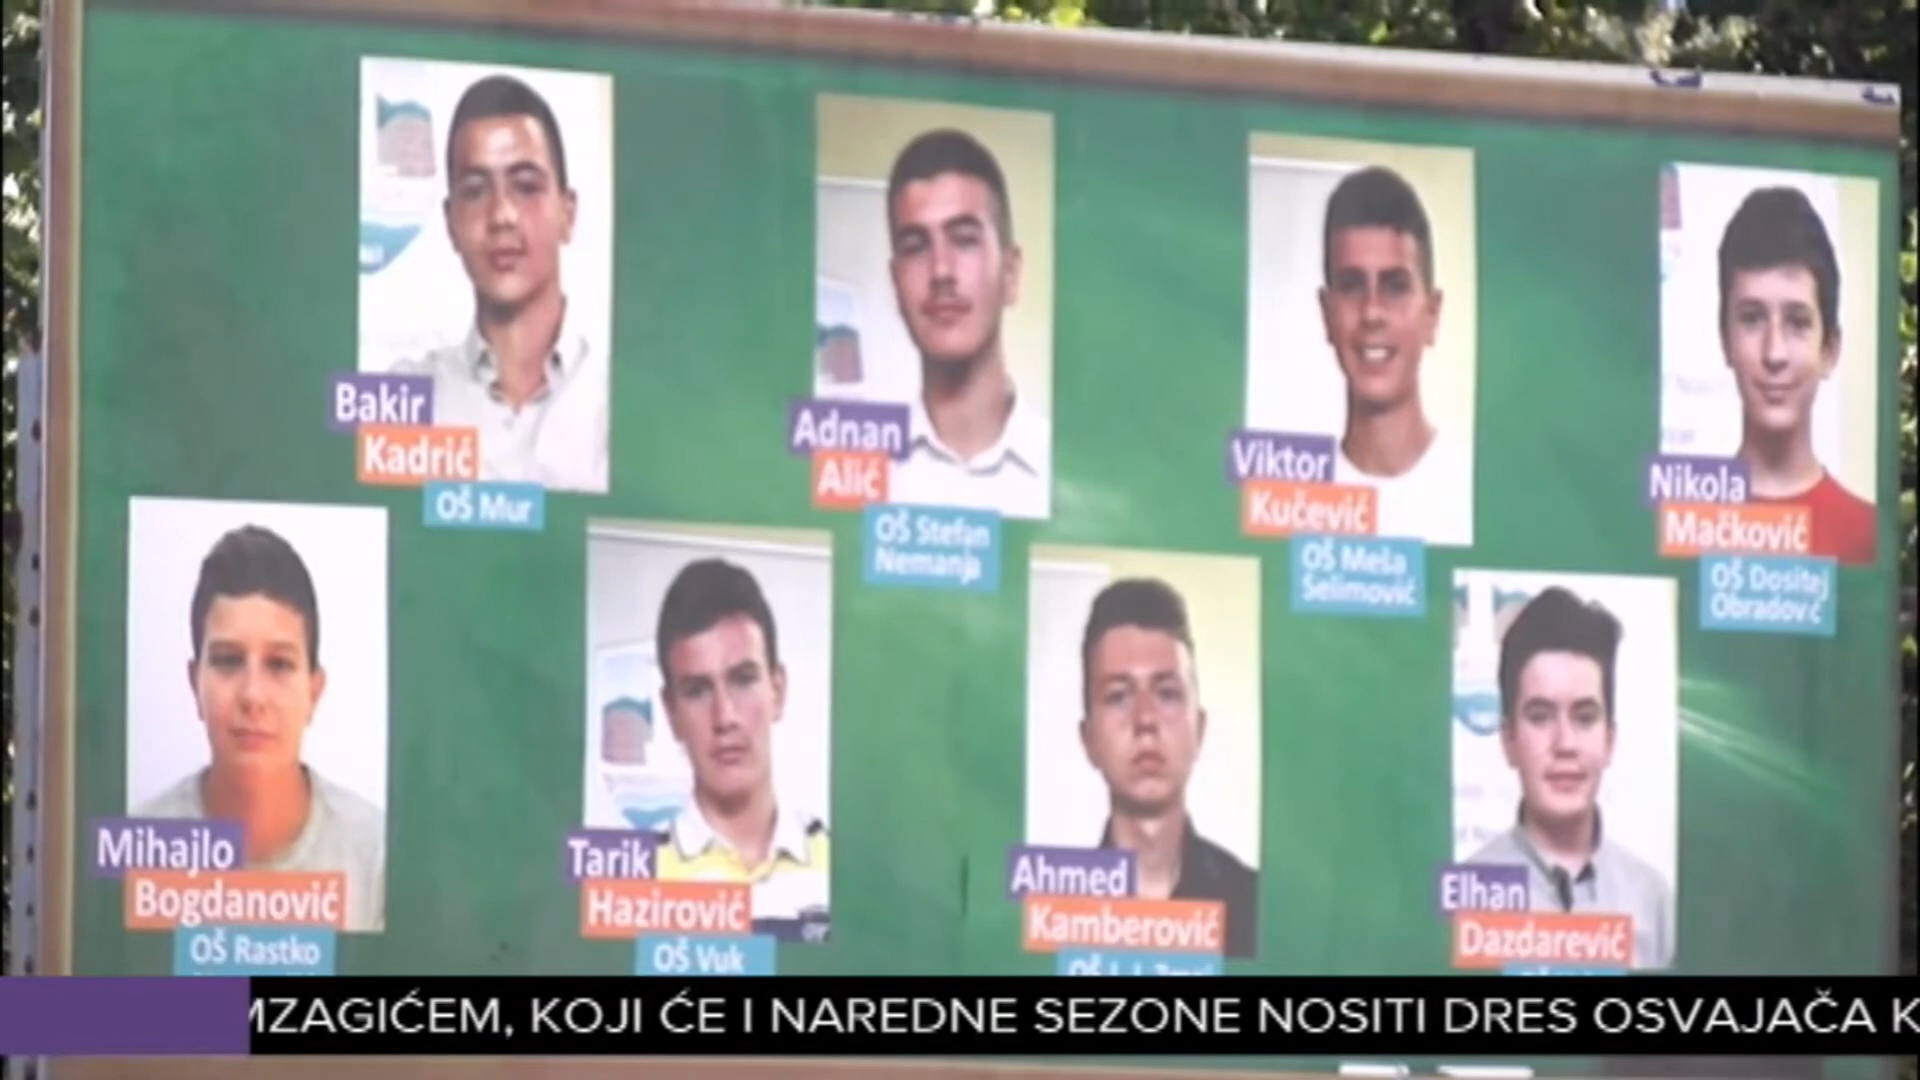 Bakir
Kadrić
OŠ Mur
Adnan
Alić
OŠ Stefan
Nemanja
Viktor
Kučević
OŠ Meša
Selimović
Nikola
Mačković
OŠ Dositej
Obradović
Mihajlo
Bogdanović
OŠ Rastko
Tarik
Hazirović
OŠ Vuk
Ahmed
Kamberović
Elhan
Dazdarević
MZAGIĆEM, KOJI ĆE I NAREDNE SEZONE NOSITI DRES OSVAJAČA K